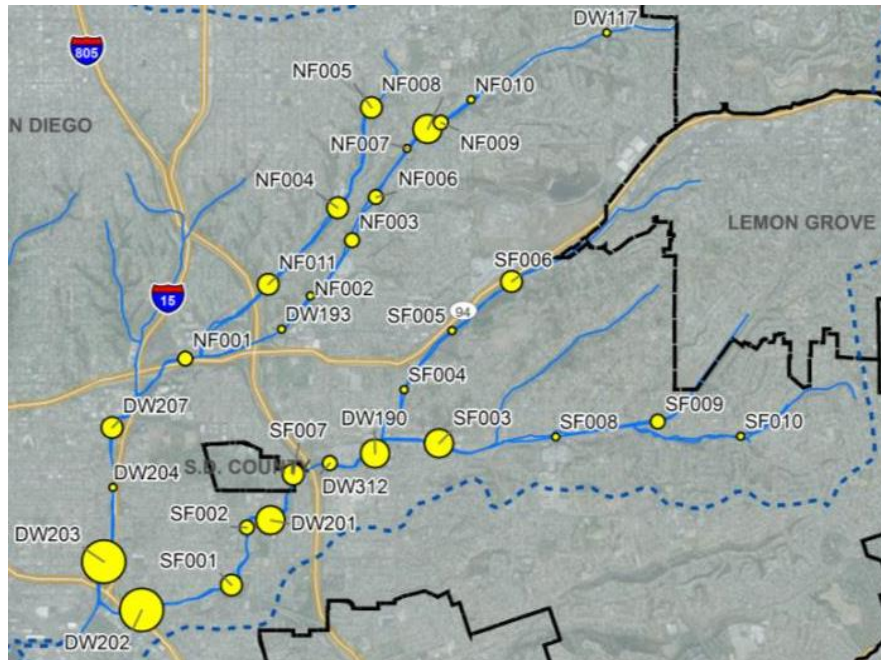 DW117
805
NF005
NF008
NF010
N DIEGO
NF009
NF007
NF004
NF006
NF003
LEMON GROVE
SF006
NF011
NF002
15
94
SF005
DW193
NF001
SF004
DW207
DW190
SF003
SF009
SF007
SF008
SF010
S.D. COUNTY
DW204
DW312
SF002
DW201
DW203
SF001
DW202